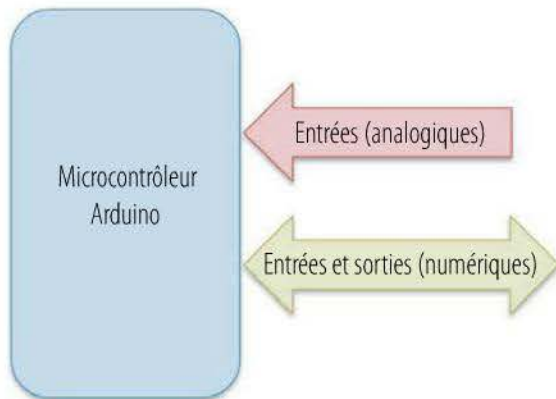 Entrées (analogiques)
Microcontrôleur
Arduino
Entrées et sorties (numériques)